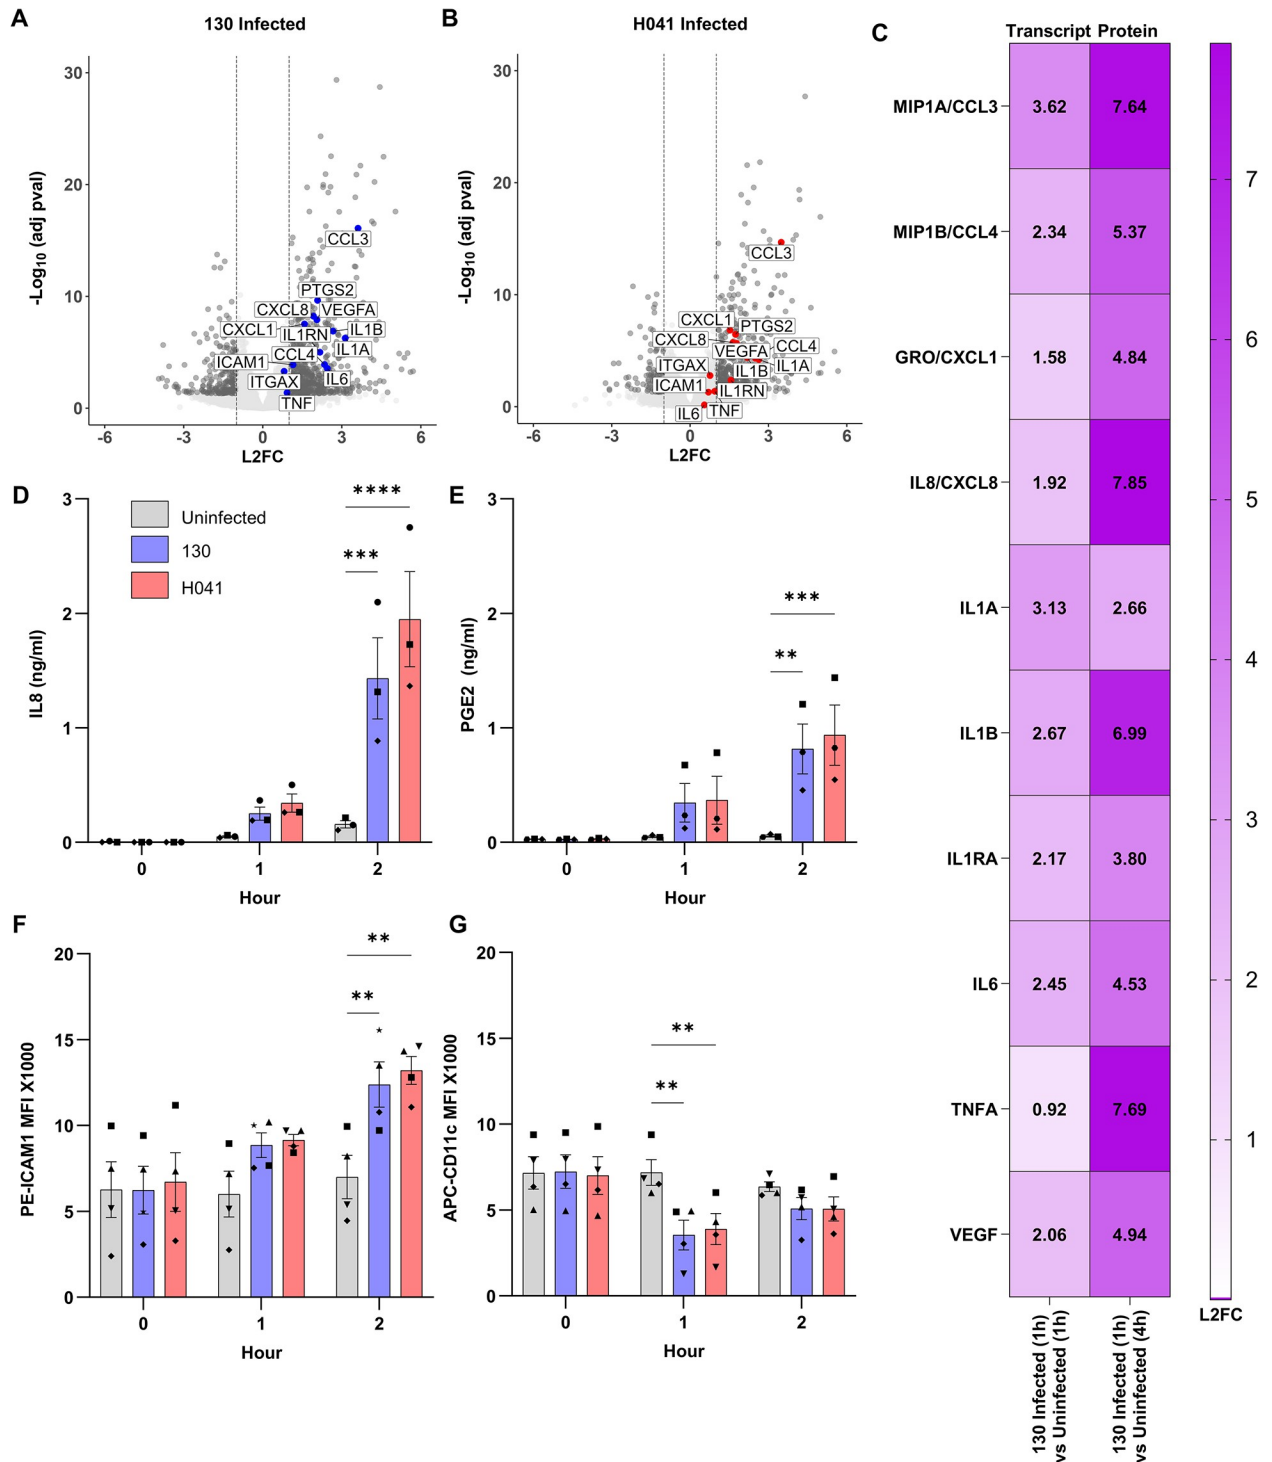 A
130 Infected
-Log10 (adj pval)
30
20
10
0
CCL3
PTGS2
CXCL8
VEGFA
CXCL1
IL1RN
IL1B
CCL4
IL1A
ICAM1
ITGAX
IL6
TNF
-6
-3
0
3
6
L2FC
B
H041 Infected
-Log10 (adj pval)
30
20
10
0
CCL3
CXCL1
PTGS2
CXCL8
VEGFA
CCL4
ITGAX
IL1B
IL1A
ICAM1
IL1RN
IL6
TNF
-6
-3
0
3
6
L2FC
C
Transcript Protein
MIP1A/CCL3 3.62 7.64
MIP1B/CCL4 2.34 5.37
GRO/CXCL1 1.58 4.84
IL8/CXCL8 1.92 7.85
IL1A 3.13 2.66
IL1B 2.67 6.99
IL1RA 2.17 3.80
IL6 2.45 4.53
TNFA 0.92 7.69
VEGF 2.06 4.94
130 Infected (1h)
vs Uninfected (1h)
130 Infected (1h)
vs Uninfected (4h)
7
6
5
4
3
2
1
L2FC
D
IL8 (ng/ml)
3
2
1
0
Uninfected
130
H041
***
****
0 1 2
Hour
E
PGE2 (ng/ml)
3
2
1
0
***
**
0 1 2
Hour
F
PE-ICAM1 MFI X1000
20
15
10
5
0
**
**
0 1 2
Hour
G
APC-CD11c MFI X1000
20
15
10
5
0
**
**
0 1 2
Hour